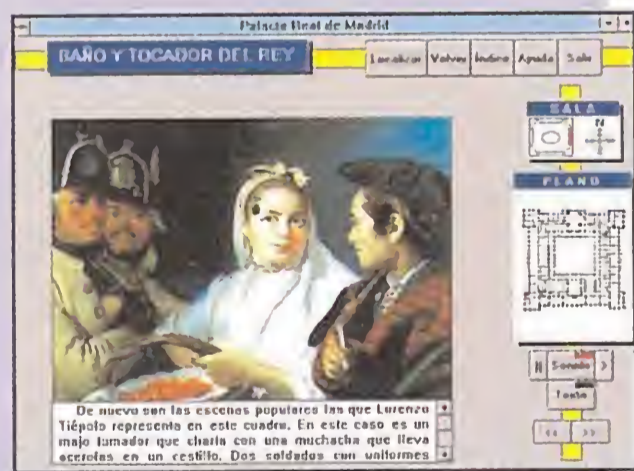 Palacio Real de Madrid
BAÑO Y TOCADOR DEL REY
Localizar Volver Indice Ayuda Salir
SALA
N
PLANO
De nuevo son las escenas populares las que Lorenzo
Tiépolo representa en este cuadro. En este caso es un
majo fumador que charla con una muchacha que lleva
acerolas en un cestillo. Dos soldados con uniformes
|| Sonido >
Texto
<< >>